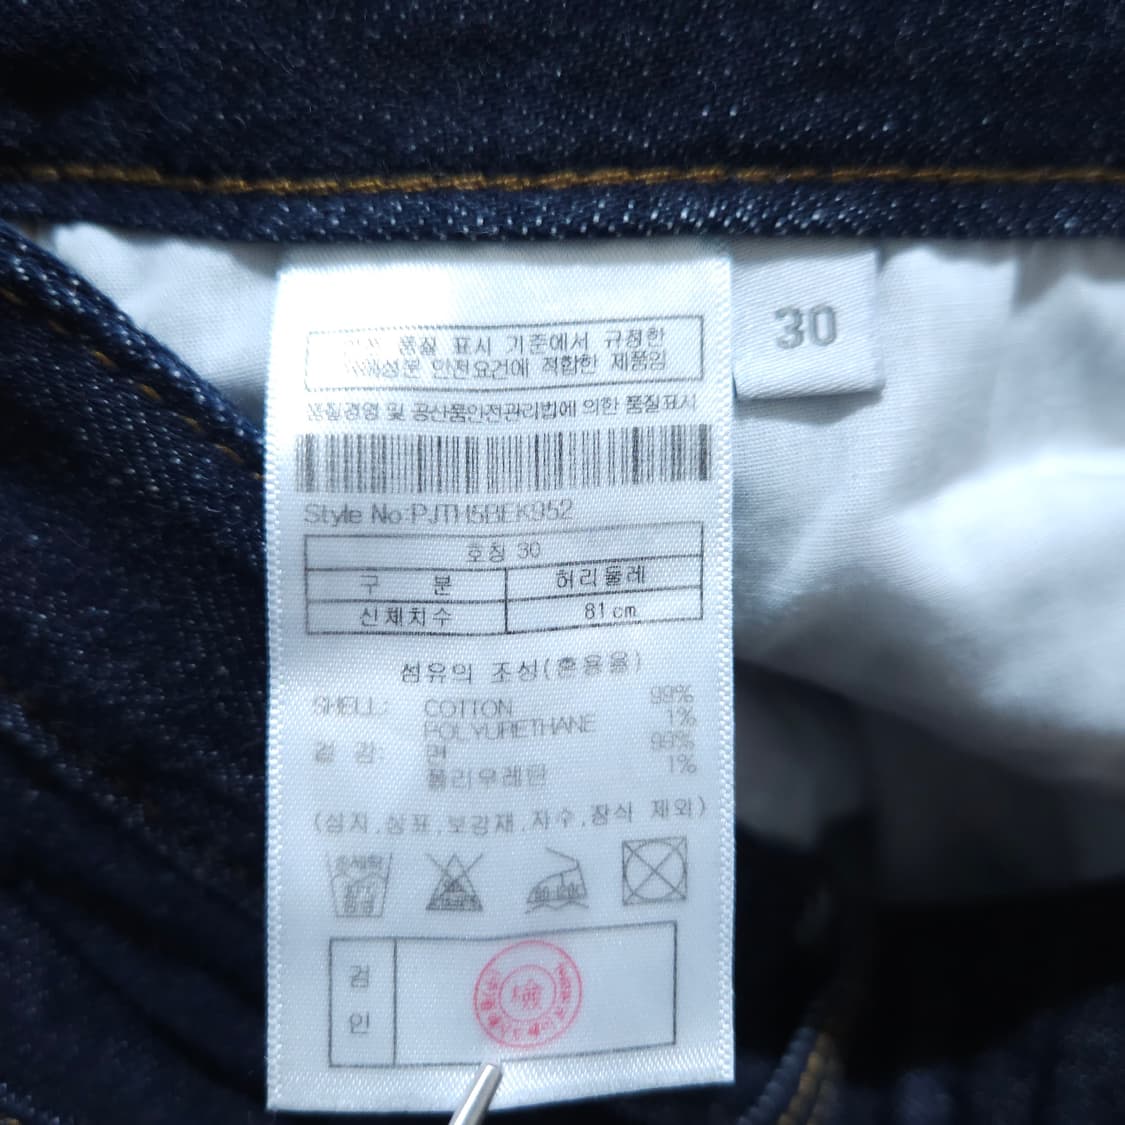 품질 표시 기준에서 규정한
안전요건에 적합한 제품임
30
품질경영 및 공산품안전관리법에 의한 품질표시
Style No:PJTH5BEK952
호칭 30
구 분 허리둘레
신체치수 81cm
섬유의 조성(혼용율)
SHELL: COTTON 99%
POLYURETHANE 1%
겉 감: 면 99%
폴리우레탄 1%
(심지,상표,보강재,자수,장식 제외)
검
인
檢